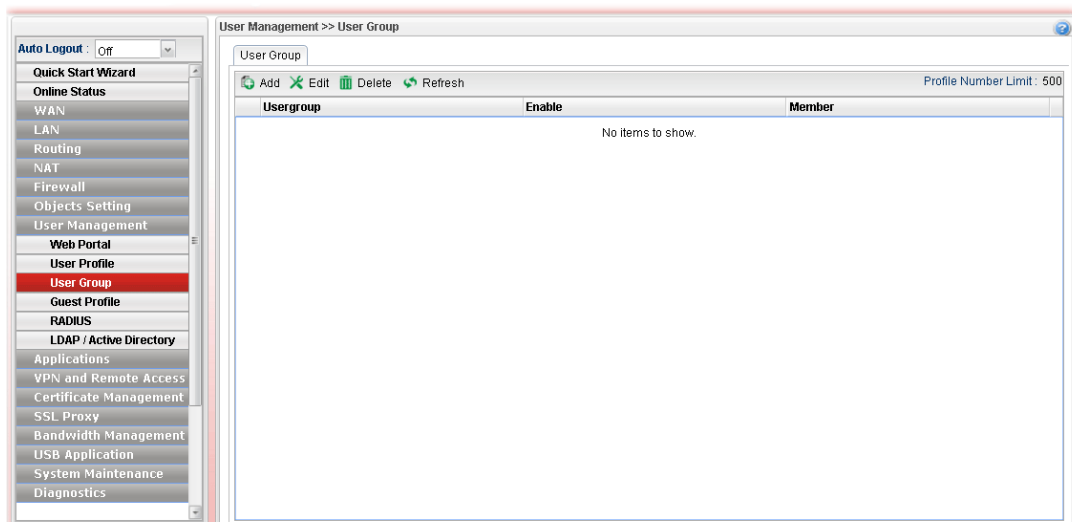 Auto Logout : Off
Quick Start Wizard
Online Status
WAN
LAN
Routing
NAT
Firewall
Objects Setting
User Management
Web Portal
User Profile
User Group
Guest Profile
RADIUS
LDAP / Active Directory
Applications
VPN and Remote Access
Certificate Management
SSL Proxy
Bandwidth Management
USB Application
System Maintenance
Diagnostics
User Management >> User Group
User Group
Add Edit Delete Refresh Profile Number Limit : 500
Usergroup Enable Member
No items to show.